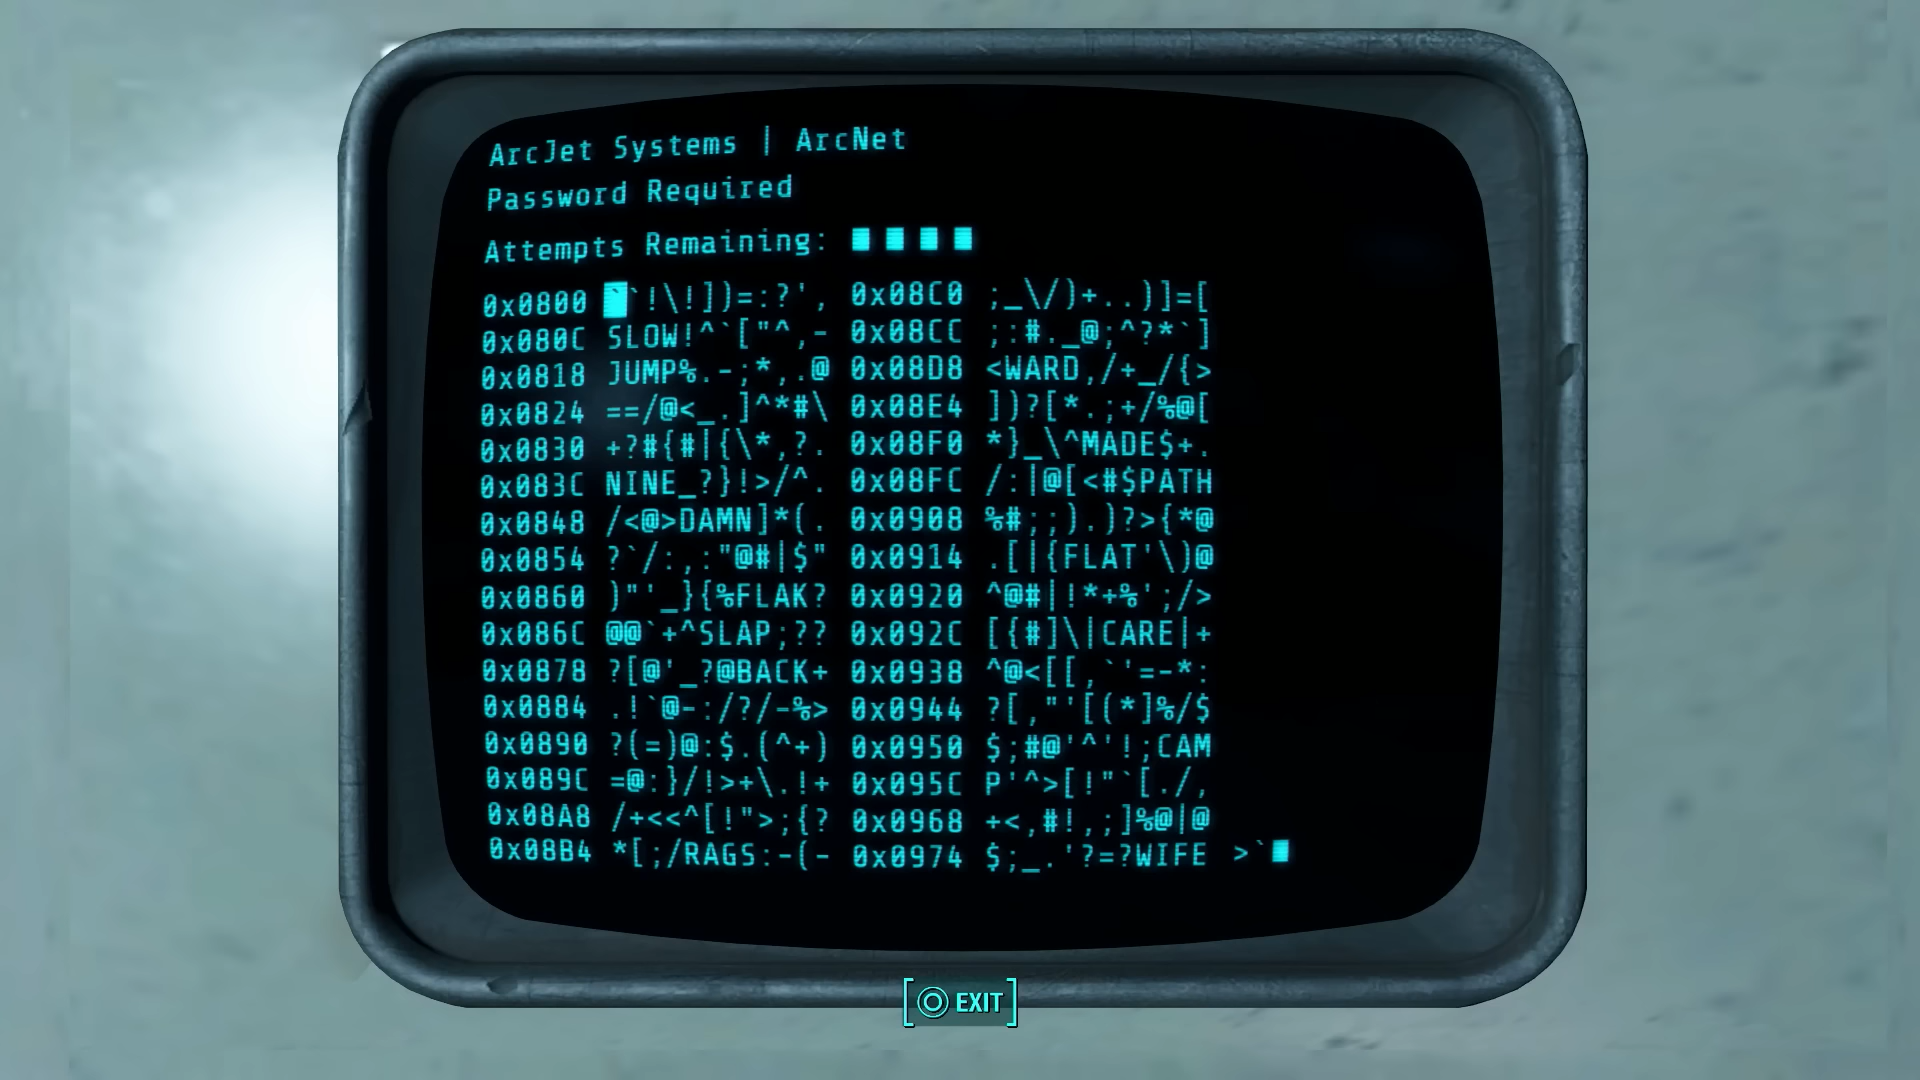 ArcJet Systems | ArcNet
Password Required
Attempts Remaining:
0x0800 ``!\!])=:?', 0x08C0 ;_\/)+..)]=[
0x080C SLOW!^`["^,- 0x08CC ;:#._@;^?*`]
0x0818 JUMP%.-;*,.@ 0x08D8 <WARD,/+_/{>
0x0824 ==/@<_.]^*#\ 0x08E4 ])?[*.;+/%@[
0x0830 +?#{#|{\*,?. 0x08F0 *}_\^MADE$+.
0x083C NINE_?}!>/^. 0x08FC /:|@[<#$PATH
0x0848 /<@>DAMN]*(. 0x0908 %#;;).)?>{*@
0x0854 ?`/:,:"@#|$" 0x0914 .[|{FLAT'\)@
0x0860 )"'_}{%FLAK? 0x0920 ^@#|!*+%';/>
0x086C @@`+^SLAP;?? 0x092C [{#]\|CARE|+
0x0878 ?[@'_?@BACK+ 0x0938 ^@<[[,`'=-*:
0x0884 .!`@-:/?/-%> 0x0944 ?[,"'[(*]%/$
0x0890 ?(=)@:$.(^+) 0x0950 $;#@'^'!;CAM
0x089C =@:}/!>+\.!+ 0x095C P'^>[!"`[./,
0x08A8 /+<<^[!">;{? 0x0968 +<,#!,;]%@|@
0x08B4 *[;/RAGS:-(- 0x0974 $;_.'?=?WIFE >`
EXIT